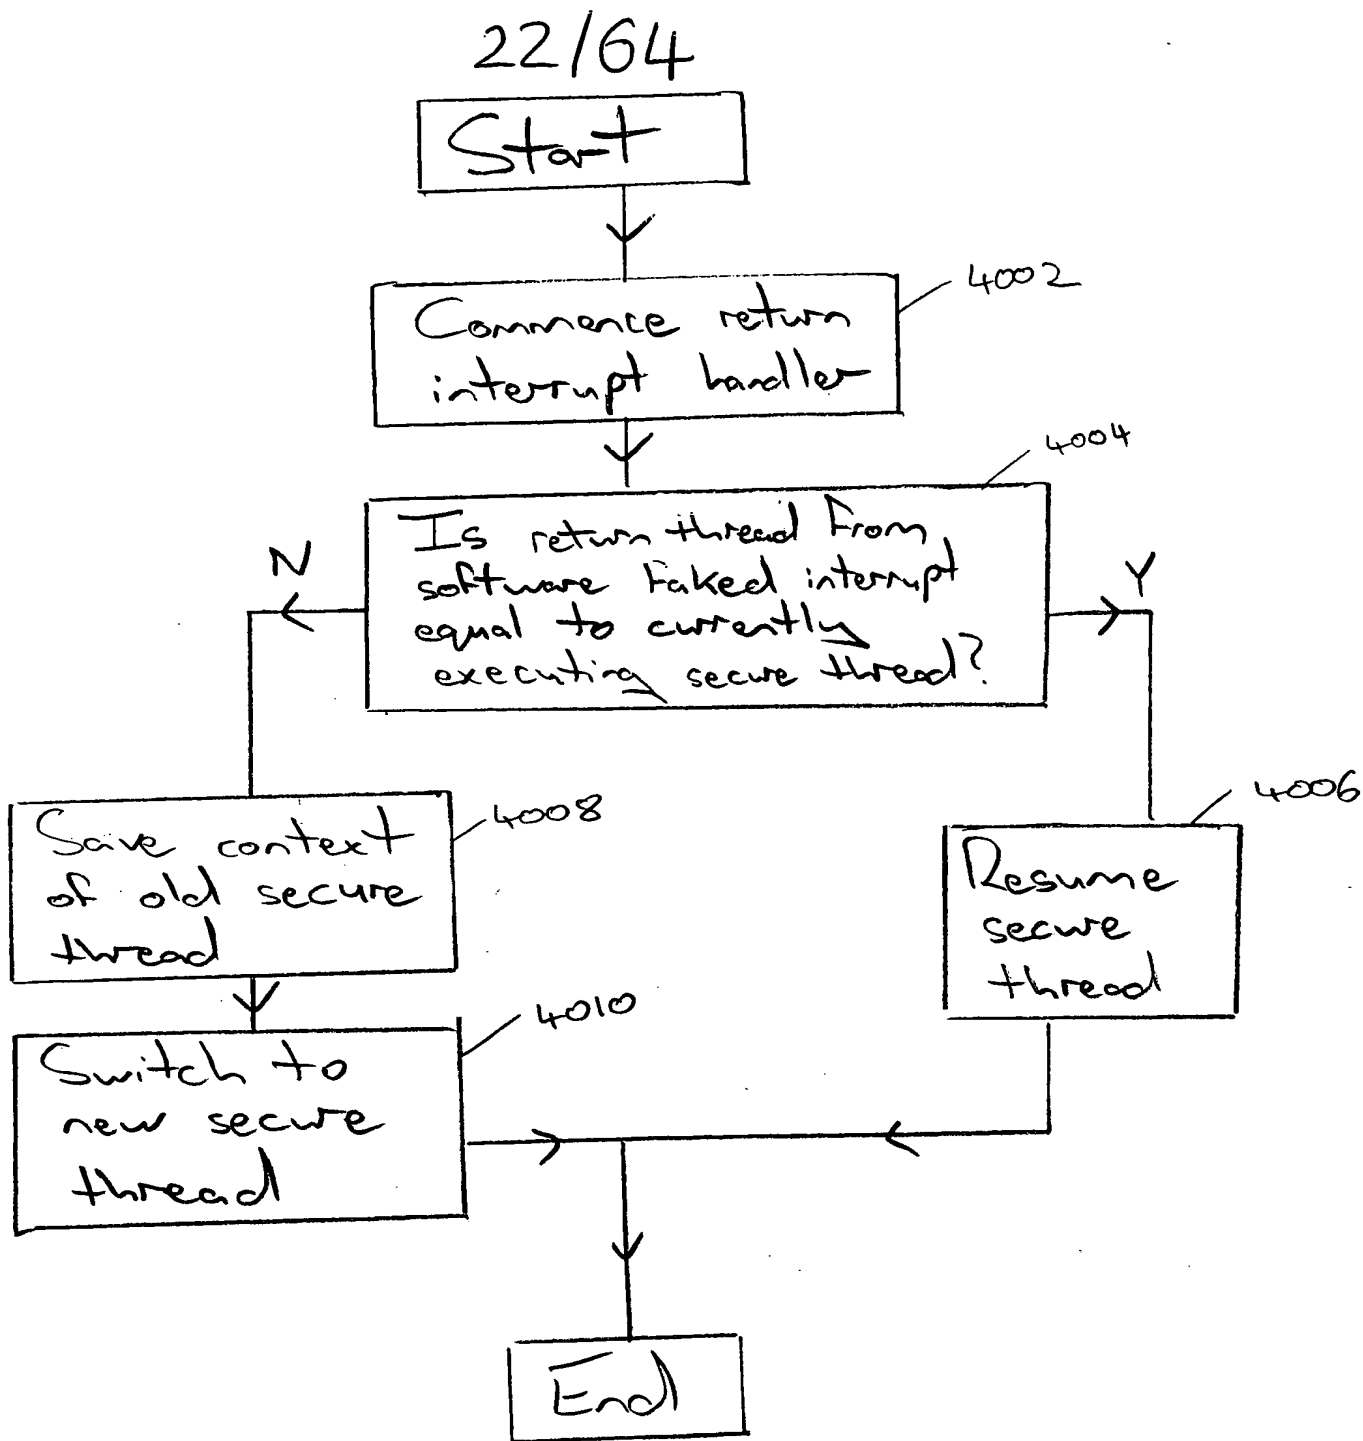 22/64
Start
4002
Commence return
interrupt handler
4004
Is return thread from
software faked interrupt
equal to currently
executing secure thread?
N
Y
4008
Save context
of old secure
thread
4006
Resume
secure
thread
4010
Switch to
new secure
thread
End